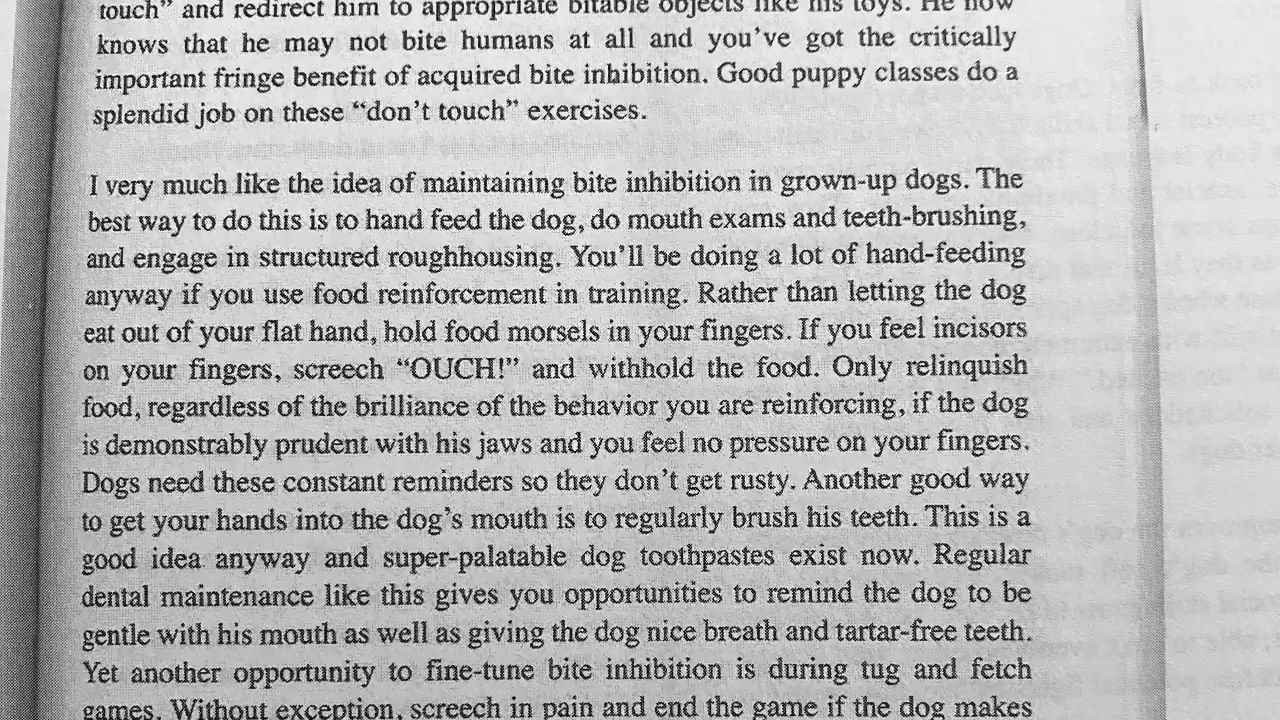 touch” and redirect him to appropriate bitable objects like his toys. He now
knows that he may not bite humans at all and you’ve got the critically
important fringe benefit of acquired bite inhibition. Good puppy classes do a
splendid job on these “don’t touch” exercises.
I very much like the idea of maintaining bite inhibition in grown-up dogs. The
best way to do this is to hand feed the dog, do mouth exams and teeth-brushing,
and engage in structured roughhousing. You’ll be doing a lot of hand-feeding
anyway if you use food reinforcement in training. Rather than letting the dog
eat out of your flat hand, hold food morsels in your fingers. If you feel incisors
on your fingers, screech “OUCH!” and withhold the food. Only relinquish
food, regardless of the brilliance of the behavior you are reinforcing, if the dog
is demonstrably prudent with his jaws and you feel no pressure on your fingers.
Dogs need these constant reminders so they don’t get rusty. Another good way
to get your hands into the dog’s mouth is to regularly brush his teeth. This is a
good idea anyway and super-palatable dog toothpastes exist now. Regular
dental maintenance like this gives you opportunities to remind the dog to be
gentle with his mouth as well as giving the dog nice breath and tartar-free teeth.
Yet another opportunity to fine-tune bite inhibition is during tug and fetch
games. Without exception, screech in pain and end the game if the dog makes